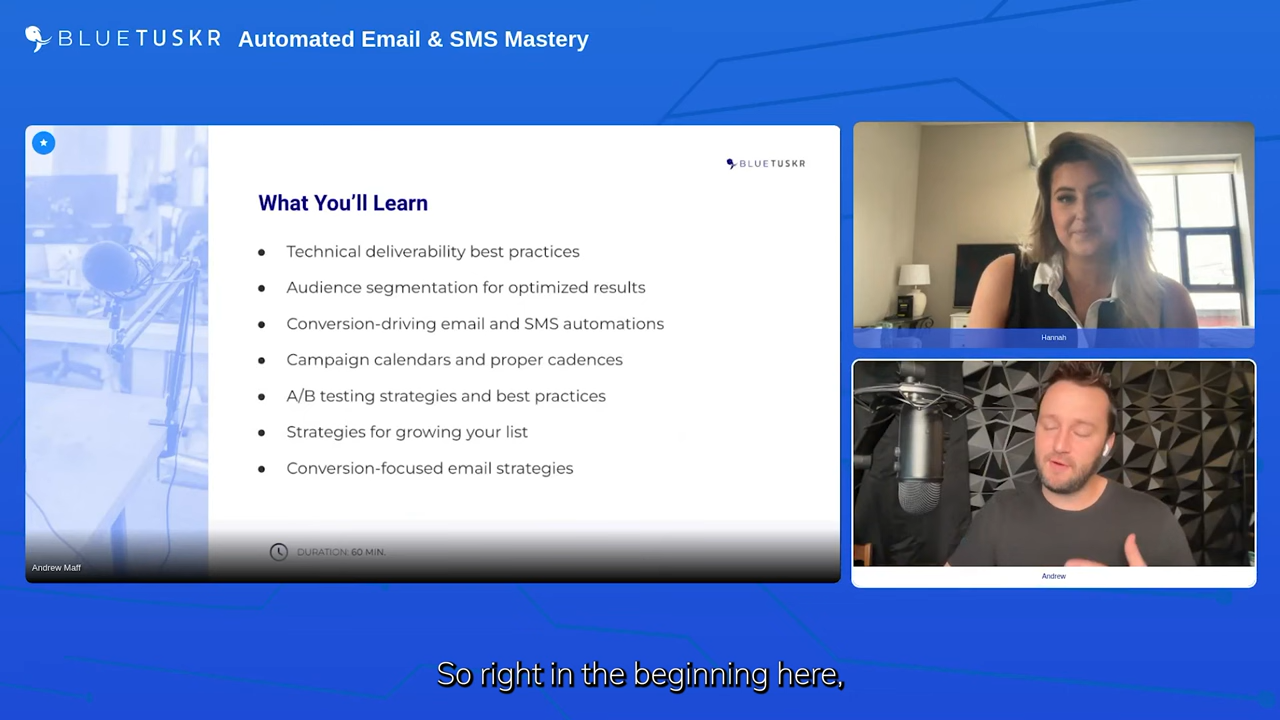 BLUETUSKR Automated Email & SMS Mastery
BLUETUSKR
What You'll Learn
● Technical deliverability best practices
● Audience segmentation for optimized results
● Conversion-driving email and SMS automations
● Campaign calendars and proper cadences
● A/B testing strategies and best practices
● Strategies for growing your list
● Conversion-focused email strategies
DURATION: 60 MIN.
Andrew Maff
Hannah
Andrew
So right in the beginning here,